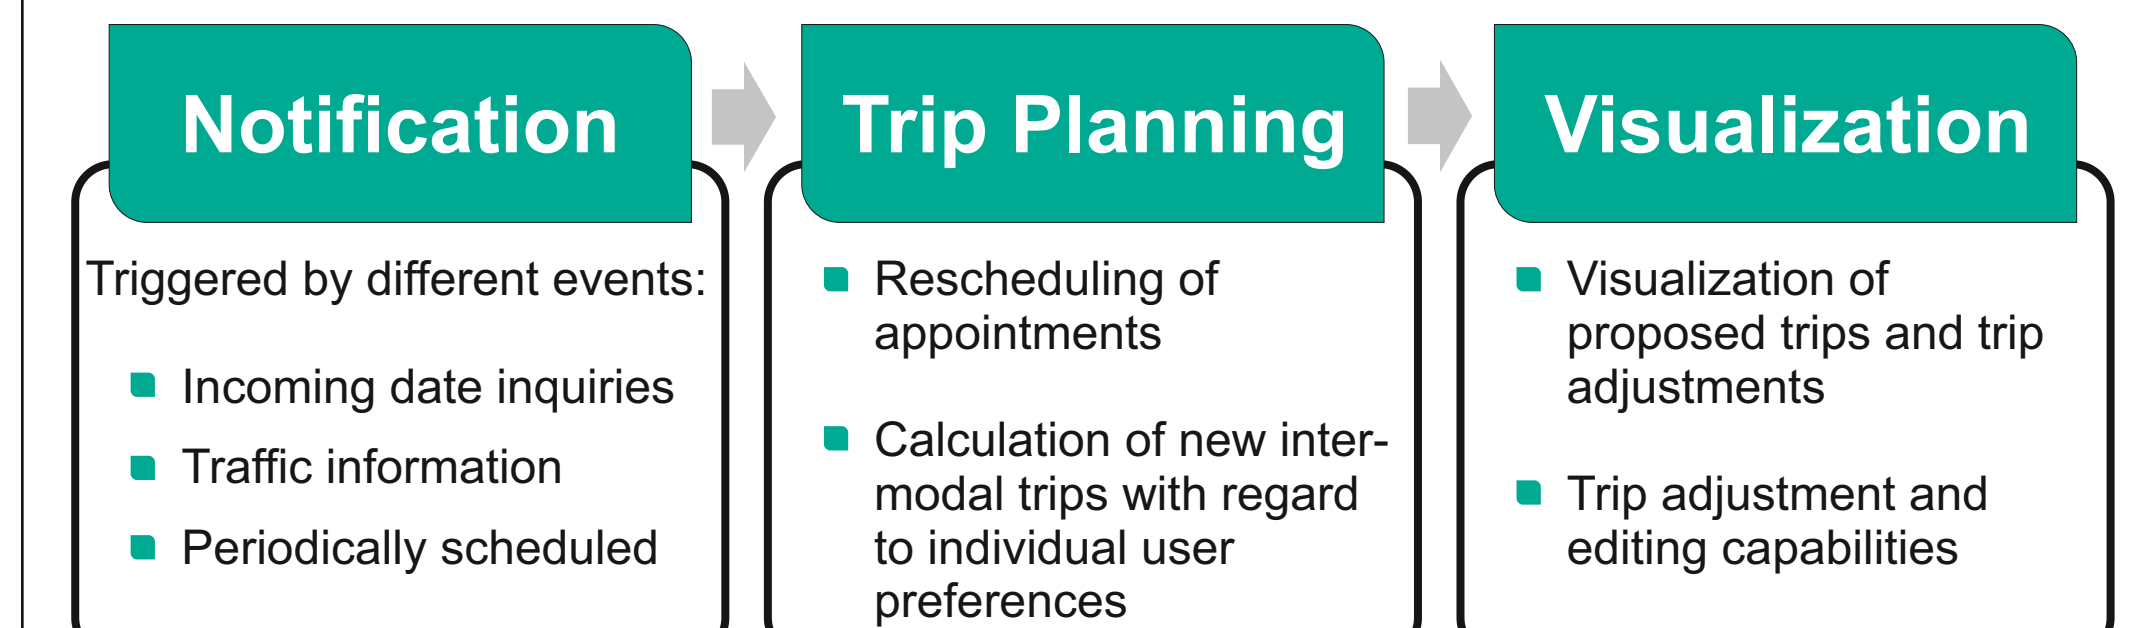 Notification
Triggered by different events:
Incoming date inquiries
Traffic information
Periodically scheduled
Trip Planning
Rescheduling of
appointments
Calculation of new inter-
modal trips with regard
to individual user
preferences
Visualization
Visualization of
proposed trips and trip
adjustments
Trip adjustment and
editing capabilities